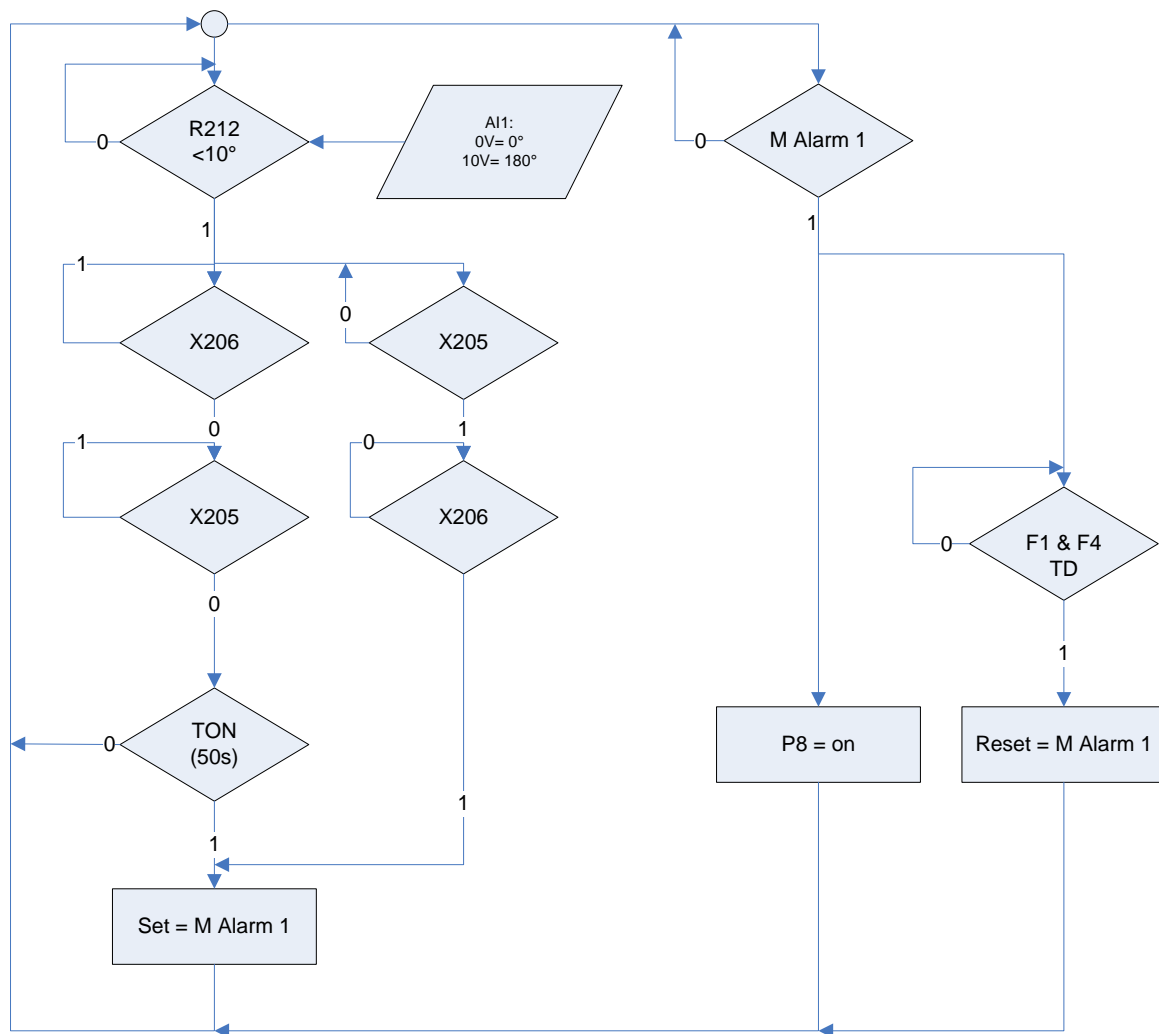 R212
<10°
0
AI1:
0V= 0°
10V= 180°
M Alarm 1
0
1
1
1
0
X206
X205
0
1
1
0
X205
X206
F1 & F4
TD
0
0
1
TON
(50s)
0
P8 = on
Reset = M Alarm 1
1
1
Set = M Alarm 1